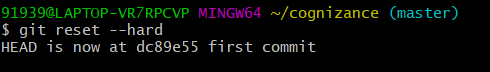 91939@LAPTOP-VR7RPCVP MINGW64 ~/cognizance (master)
$ git reset --hard
HEAD is now at dc89e55 first commit